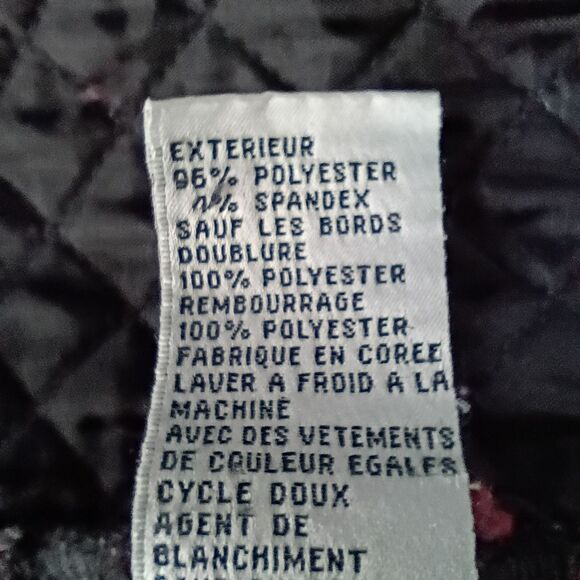 EXTERIEUR
96% POLYESTER
4% SPANDEX
SAUF LES BORDS
DOUBLURE
100% POLYESTER
REMBOURRAGE
100% POLYESTER
FABRIQUE EN COREE
LAVER A FROID A LA
MACHINE
AVEC DES VETEMENTS
DE COULEUR EGALES
CYCLE DOUX
AGENT DE
BLANCHIMENT